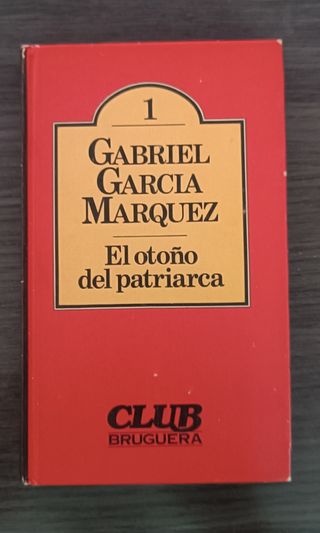 1
GABRIEL
GARCIA
MARQUEZ
El otoño
del patriarca
CLUB
BRUGUERA